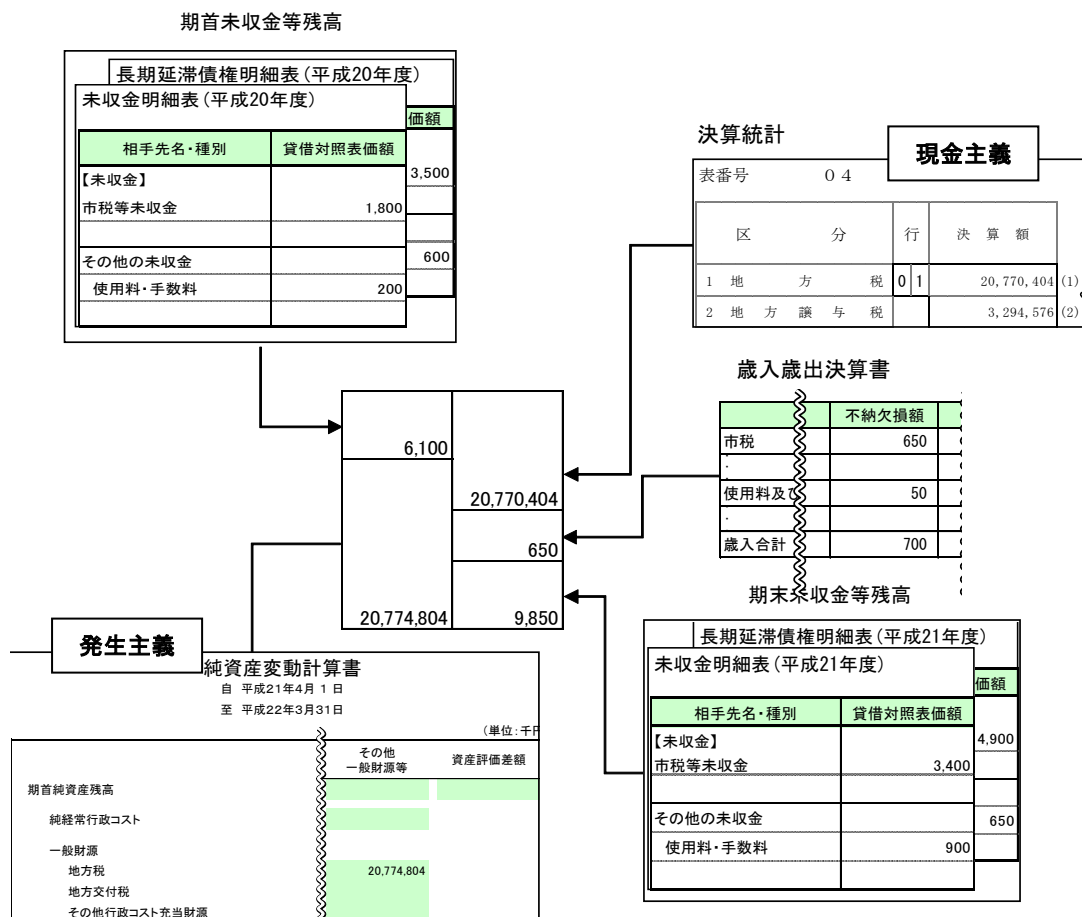 期首未収金等残高
長期延滞債権明細表(平成20年度)
未収金明細表(平成20年度)
価額
相手先名・種別 貸借対照表価額
【未収金】 3,500
市税等未収金 1,800
その他の未収金 600
使用料・手数料 200
決算統計
現金主義
表番号 04
区分 行 決算額
1 地方税 01 20,770,404 (1)
2 地方譲与税 3,294,576 (2)
歳入歳出決算書
不納欠損額
市税 650
.
使用料及び 50
.
歳入合計 700
6,100
20,770,404
650
20,774,804 9,850
期末未収金等残高
長期延滞債権明細表(平成21年度)
未収金明細表(平成21年度)
価額
相手先名・種別 貸借対照表価額
【未収金】 4,900
市税等未収金 3,400
その他の未収金 650
使用料・手数料 900
発生主義
純資産変動計算書
自 平成21年4月1日
至 平成22年3月31日
(単位:千円
その他
一般財源等
資産評価差額
期首純資産残高
純経常行政コスト
一般財源
地方税 20,774,804
地方交付税
その他行政コスト充当財源